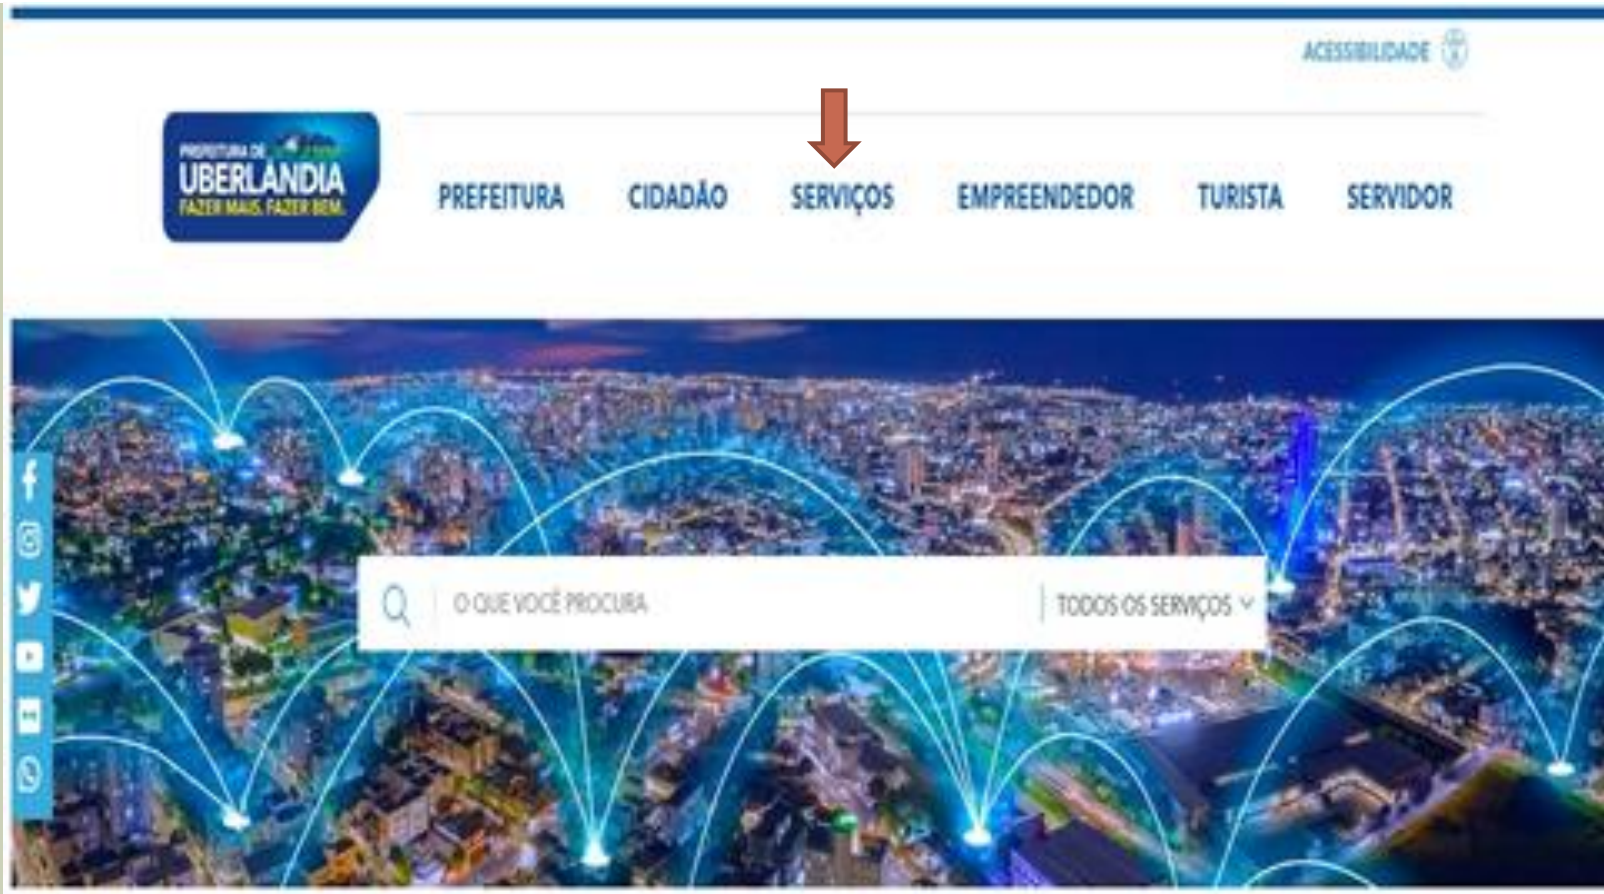 ACESSIBILIDADE
PREFEITURA DE
UBERLÂNDIA
FAZER MAIS. FAZER BEM.
PREFEITURA CIDADÃO SERVIÇOS EMPREENDEDOR TURISTA SERVIDOR
O QUE VOCÊ PROCURA
TODOS OS SERVIÇOS